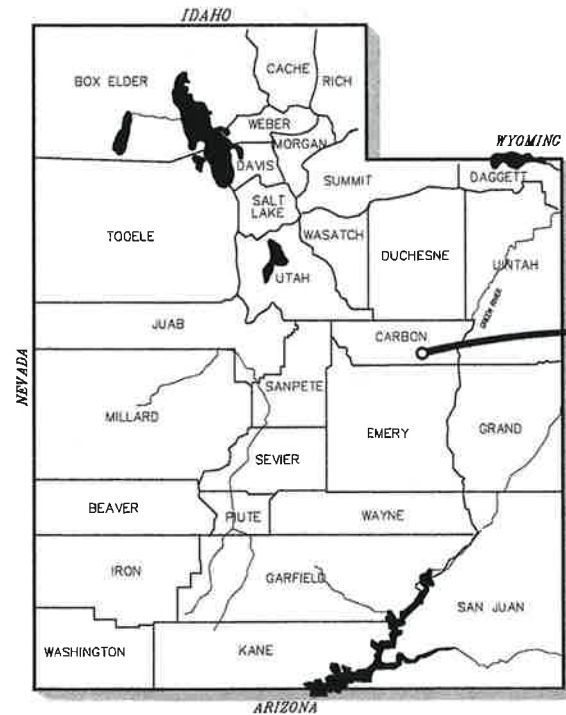 IDAHO
CACHE
RICH
BOX ELDER
WEBER
MORGAN
WYOMING
DAVIS
DAGGETT
SUMMIT
SALT
LAKE
TOOELE
WASATCH
DUCHESNE
UINTAH
UTAH
GREEN RIVER
JUAB
CARBON
NEVADA
SANPETE
MILLARD
EMERY
GRAND
SEVIER
BEAVER
PIUTE
WAYNE
IRON
GARFIELD
SAN JUAN
WASHINGTON
KANE
ARIZONA